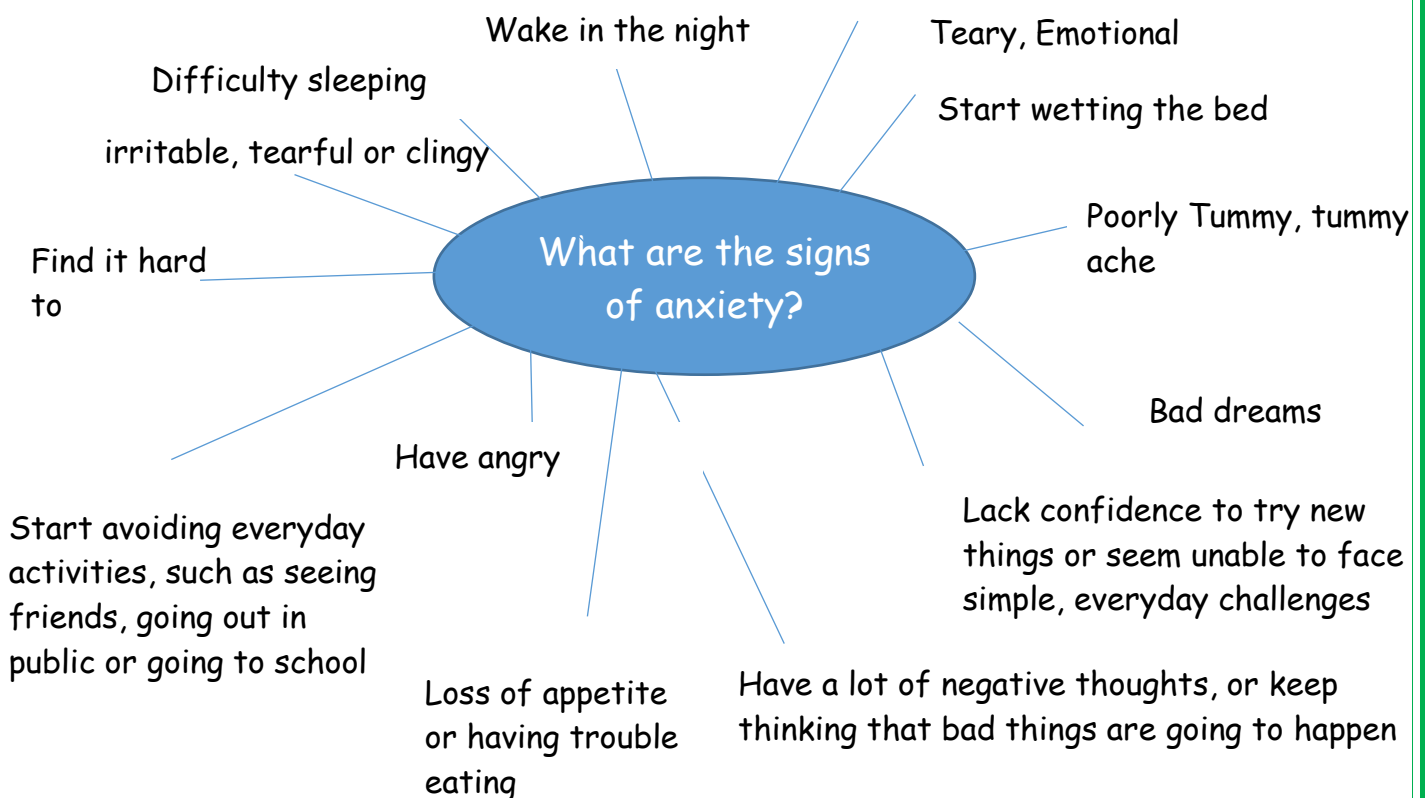 Wake in the night
Teary, Emotional
Difficulty sleeping
Start wetting the bed
irritable, tearful or clingy
Poorly Tummy, tummy
ache
Find it hard
to
What are the signs
of anxiety?
Bad dreams
Have angry
Start avoiding everyday
activities, such as seeing
friends, going out in
public or going to school
Lack confidence to try new
things or seem unable to face
simple, everyday challenges
Loss of appetite
or having trouble
eating
Have a lot of negative thoughts, or keep
thinking that bad things are going to happen